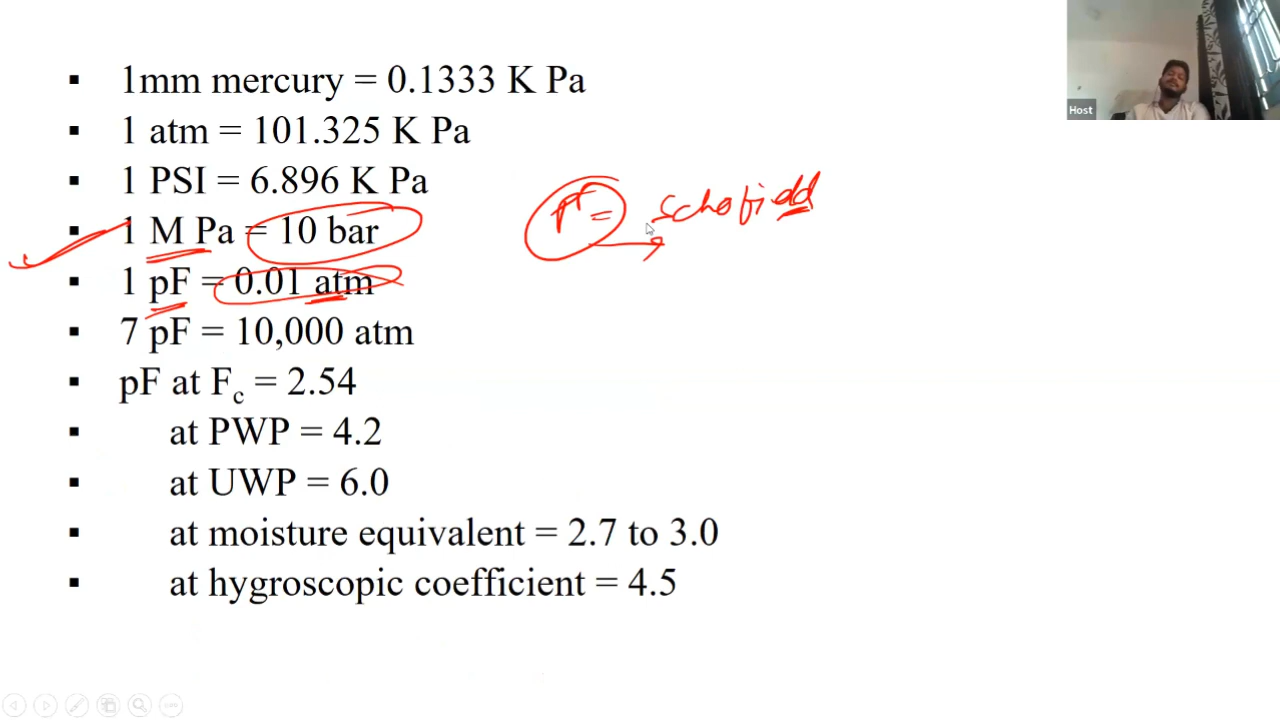 ▪ 1mm mercury = 0.1333 K Pa
▪ 1 atm = 101.325 K Pa
▪ 1 PSI = 6.896 K Pa
▪ 1 M Pa = 10 bar
▪ 1 pF = 0.01 atm
▪ 7 pF = 10,000 atm
▪ pF at Fc = 2.54
▪ at PWP = 4.2
▪ at UWP = 6.0
▪ at moisture equivalent = 2.7 to 3.0
▪ at hygroscopic coefficient = 4.5
pF = Schofield
Host